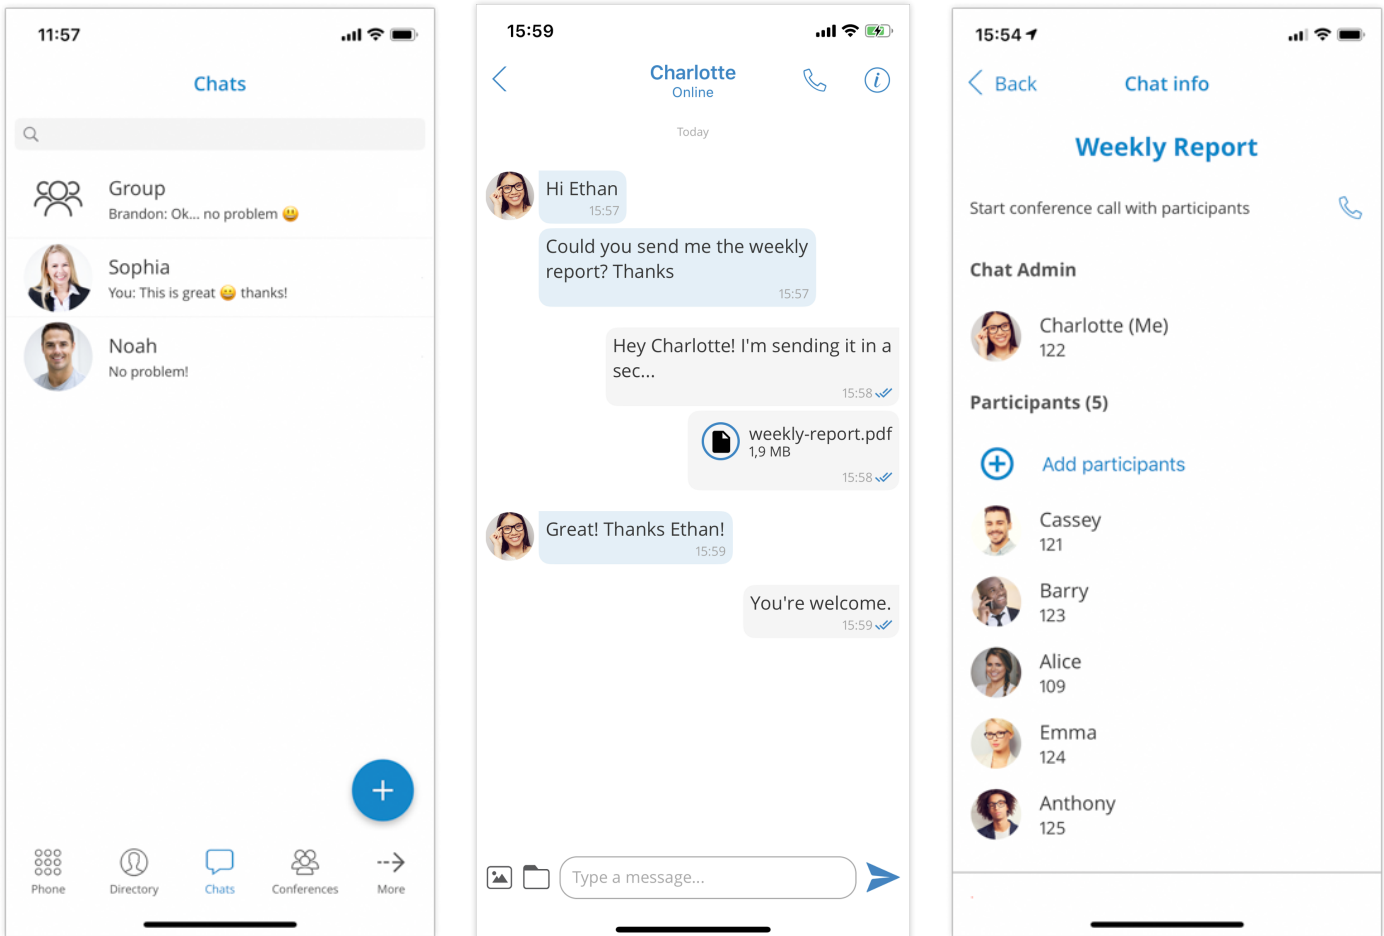 11:57
Chats
Group
Brandon: Ok... no problem 😃
Sophia
You: This is great 😀 thanks!
Noah
No problem!
Phone
Directory
Chats
Conferences
More
15:59
Charlotte
Online
Today
Hi Ethan
15:57
Could you send me the weekly
report? Thanks
15:57
Hey Charlotte! I'm sending it in a
sec...
15:58
weekly-report.pdf
1,9 MB
15:58
Great! Thanks Ethan!
15:59
You're welcome.
15:59
Type a message...
15:54
Back
Chat info
Weekly Report
Start conference call with participants
Chat Admin
Charlotte (Me)
122
Participants (5)
Add participants
Cassey
121
Barry
123
Alice
109
Emma
124
Anthony
125